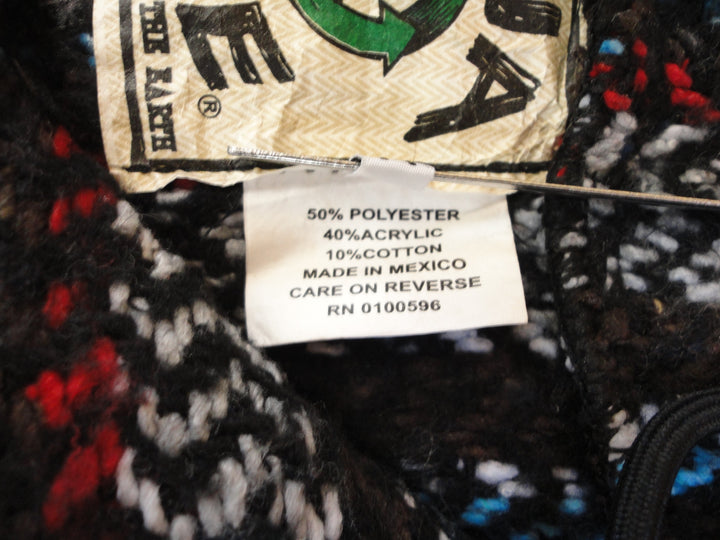 THE EARTH
E®
A
50% POLYESTER
40%ACRYLIC
10%COTTON
MADE IN MEXICO
CARE ON REVERSE
RN 0100596